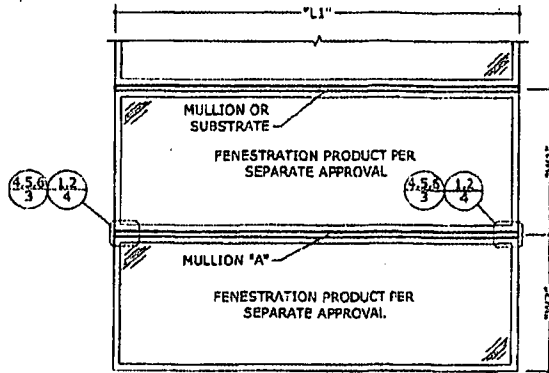 "L1"
MULLION OR
SUBSTRATE
FENESTRATION PRODUCT PER
SEPARATE APPROVAL
4,5,6
3
1,2
4
4,5,6
3
1,2
4
MULLION "A"
FENESTRATION PRODUCT PER
SEPARATE APPROVAL.